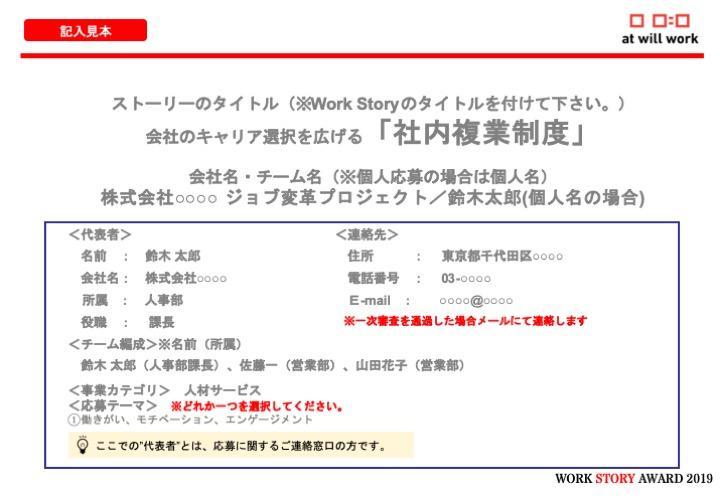 記入見本
at will work
ストーリーのタイトル（※Work Storyのタイトルを付けて下さい。）
会社のキャリア選択を広げる「社内複業制度」
会社名・チーム名（※個人応募の場合は個人名）
株式会社○○○○ ジョブ変革プロジェクト／鈴木太郎(個人名の場合)
＜代表者＞ ＜連絡先＞
名前 ： 鈴木 太郎 住所 ： 東京都千代田区○○○○
会社名： 株式会社○○○○ 電話番号 ： 03-○○○○
所属 ： 人事部 E-mail ： ○○○○@○○○○
役職 ： 課長 ※一次審査を通過した場合メールにて連絡します
＜チーム編成＞※名前（所属）
鈴木 太郎（人事部課長）、佐藤一（営業部）、山田花子（営業部）
＜事業カテゴリ＞ 人材サービス
＜応募テーマ＞ ※どれか一つを選択してください。
①働きがい、モチベーション、エンゲージメント
ここでの"代表者"とは、応募に関するご連絡窓口の方です。
WORK STORY AWARD 2019